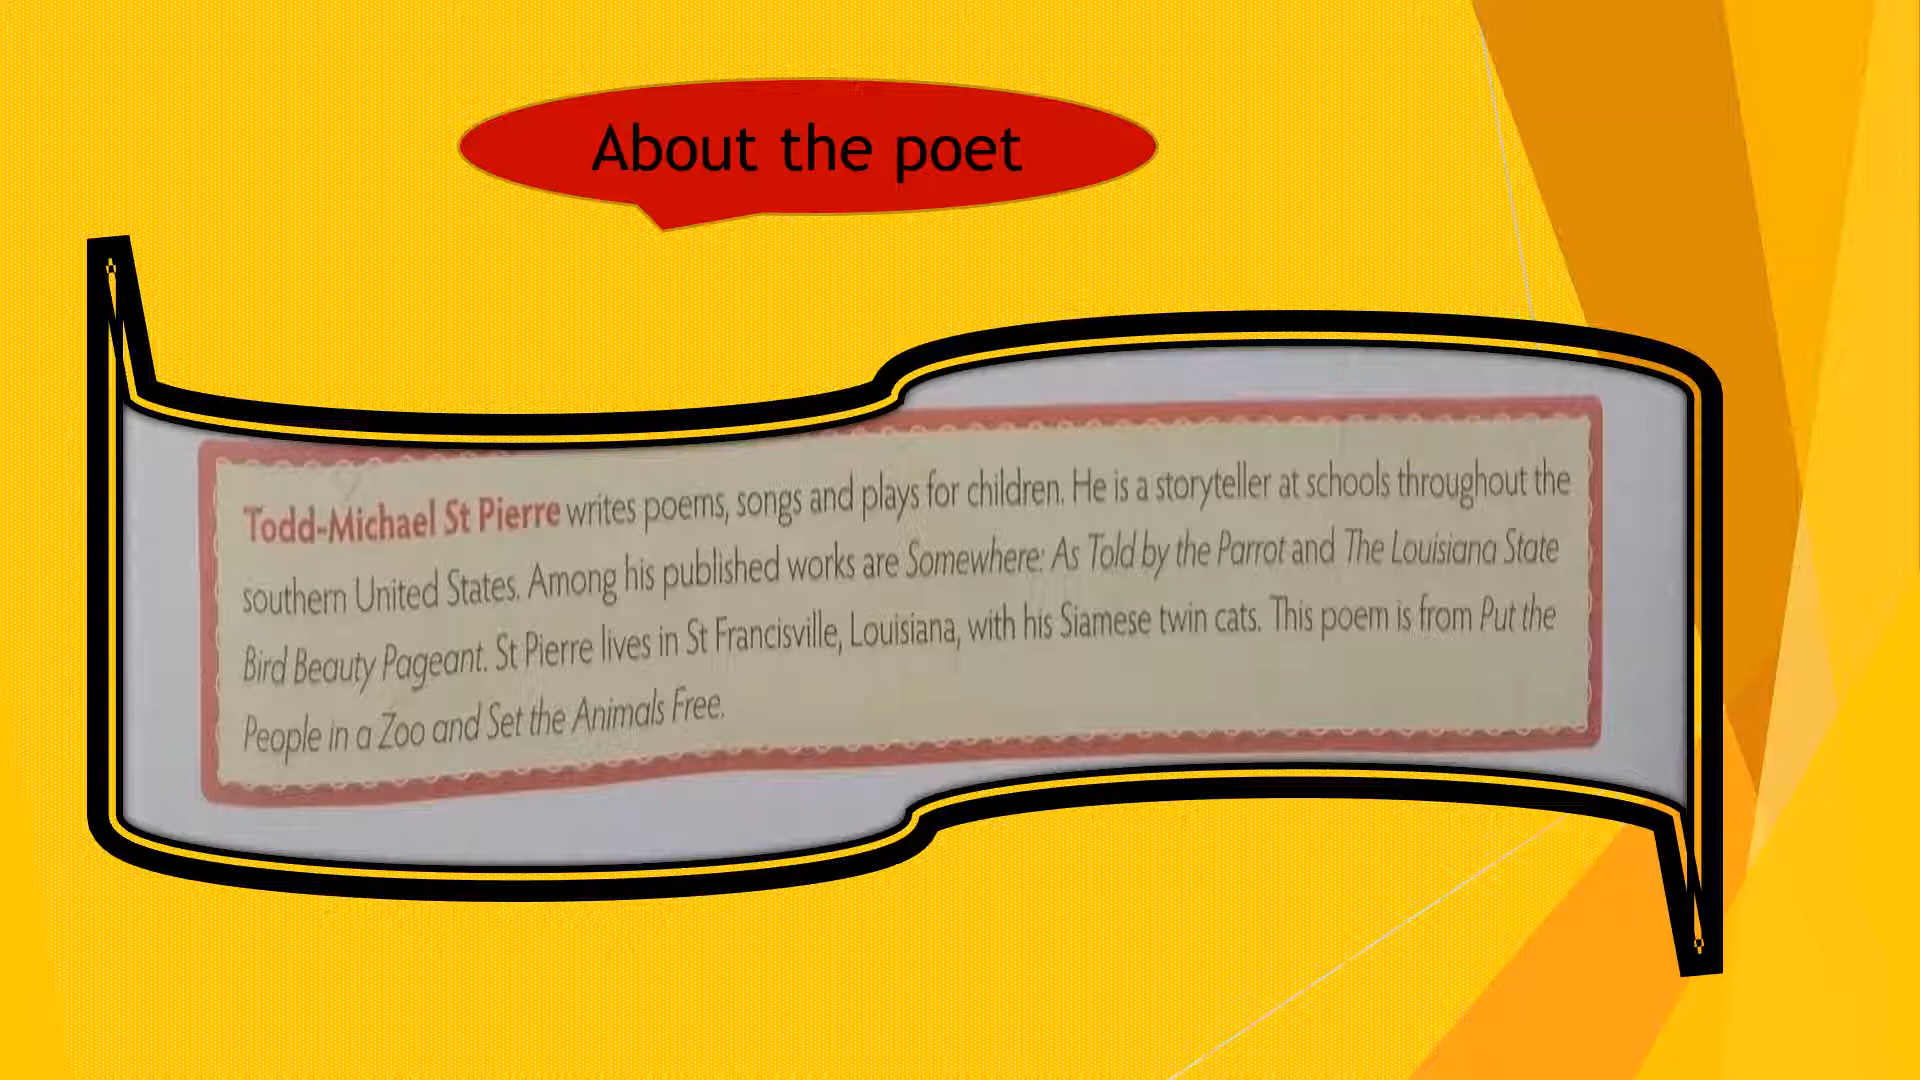 About the poet
Todd-Michael St Pierre writes poems, songs and plays for children. He is a storyteller at schools throughout the
southern United States. Among his published works are Somewhere: As Told by the Parrot and The Louisiana State
Bird Beauty Pageant. St Pierre lives in St Francisville, Louisiana, with his Siamese twin cats. This poem is from Put the
People in a Zoo and Set the Animals Free.